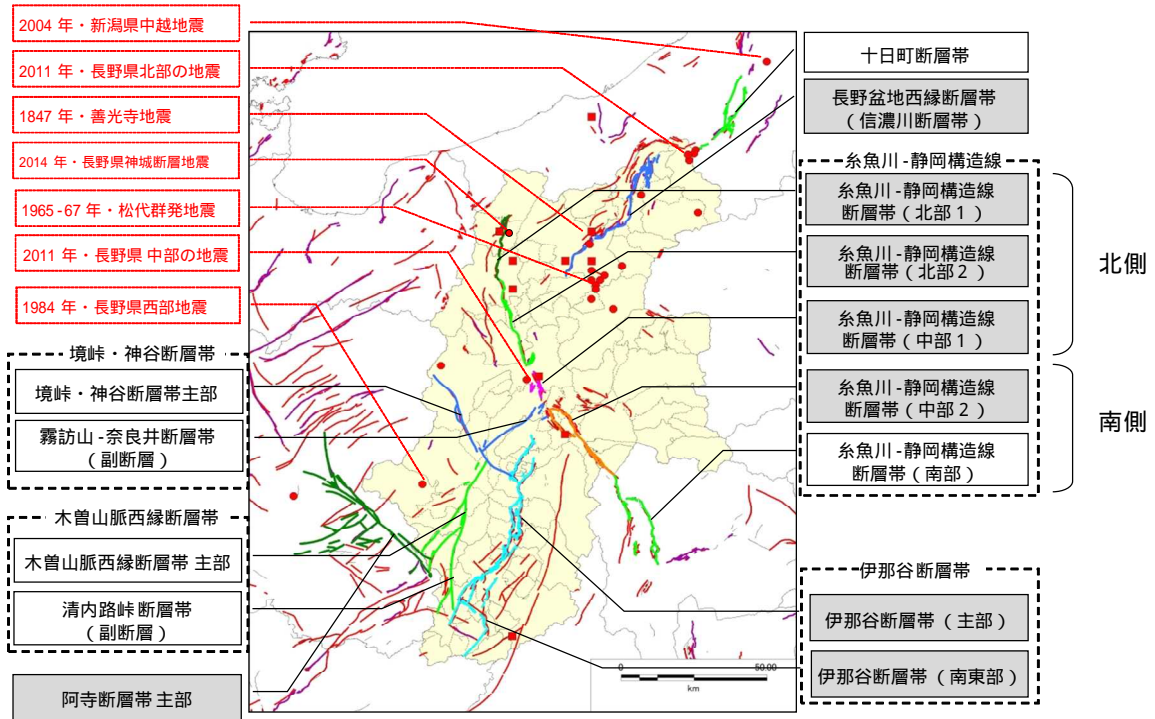 2004 年・新潟県中越地震
2011 年・長野県北部の地震
1847 年・善光寺地震
2014 年・長野県神城断層地震
1965-67 年・松代群発地震
2011 年・長野県 中部の地震
1984 年・長野県西部地震
境峠・神谷断層帯
境峠・神谷断層帯主部
霧訪山-奈良井断層帯
(副断層)
木曽山脈西縁断層帯
木曽山脈西縁断層帯 主部
清内路峠断層帯
(副断層)
阿寺断層帯 主部
十日町断層帯
長野盆地西縁断層帯
(信濃川断層帯)
糸魚川-静岡構造線
糸魚川-静岡構造線
断層帯(北部1)
糸魚川-静岡構造線
断層帯(北部2)
糸魚川-静岡構造線
断層帯(中部1)
糸魚川-静岡構造線
断層帯(中部2)
糸魚川-静岡構造線
断層帯(南部)
北側
南側
伊那谷断層帯
伊那谷断層帯(主部)
伊那谷断層帯(南東部)
0 50.00
km